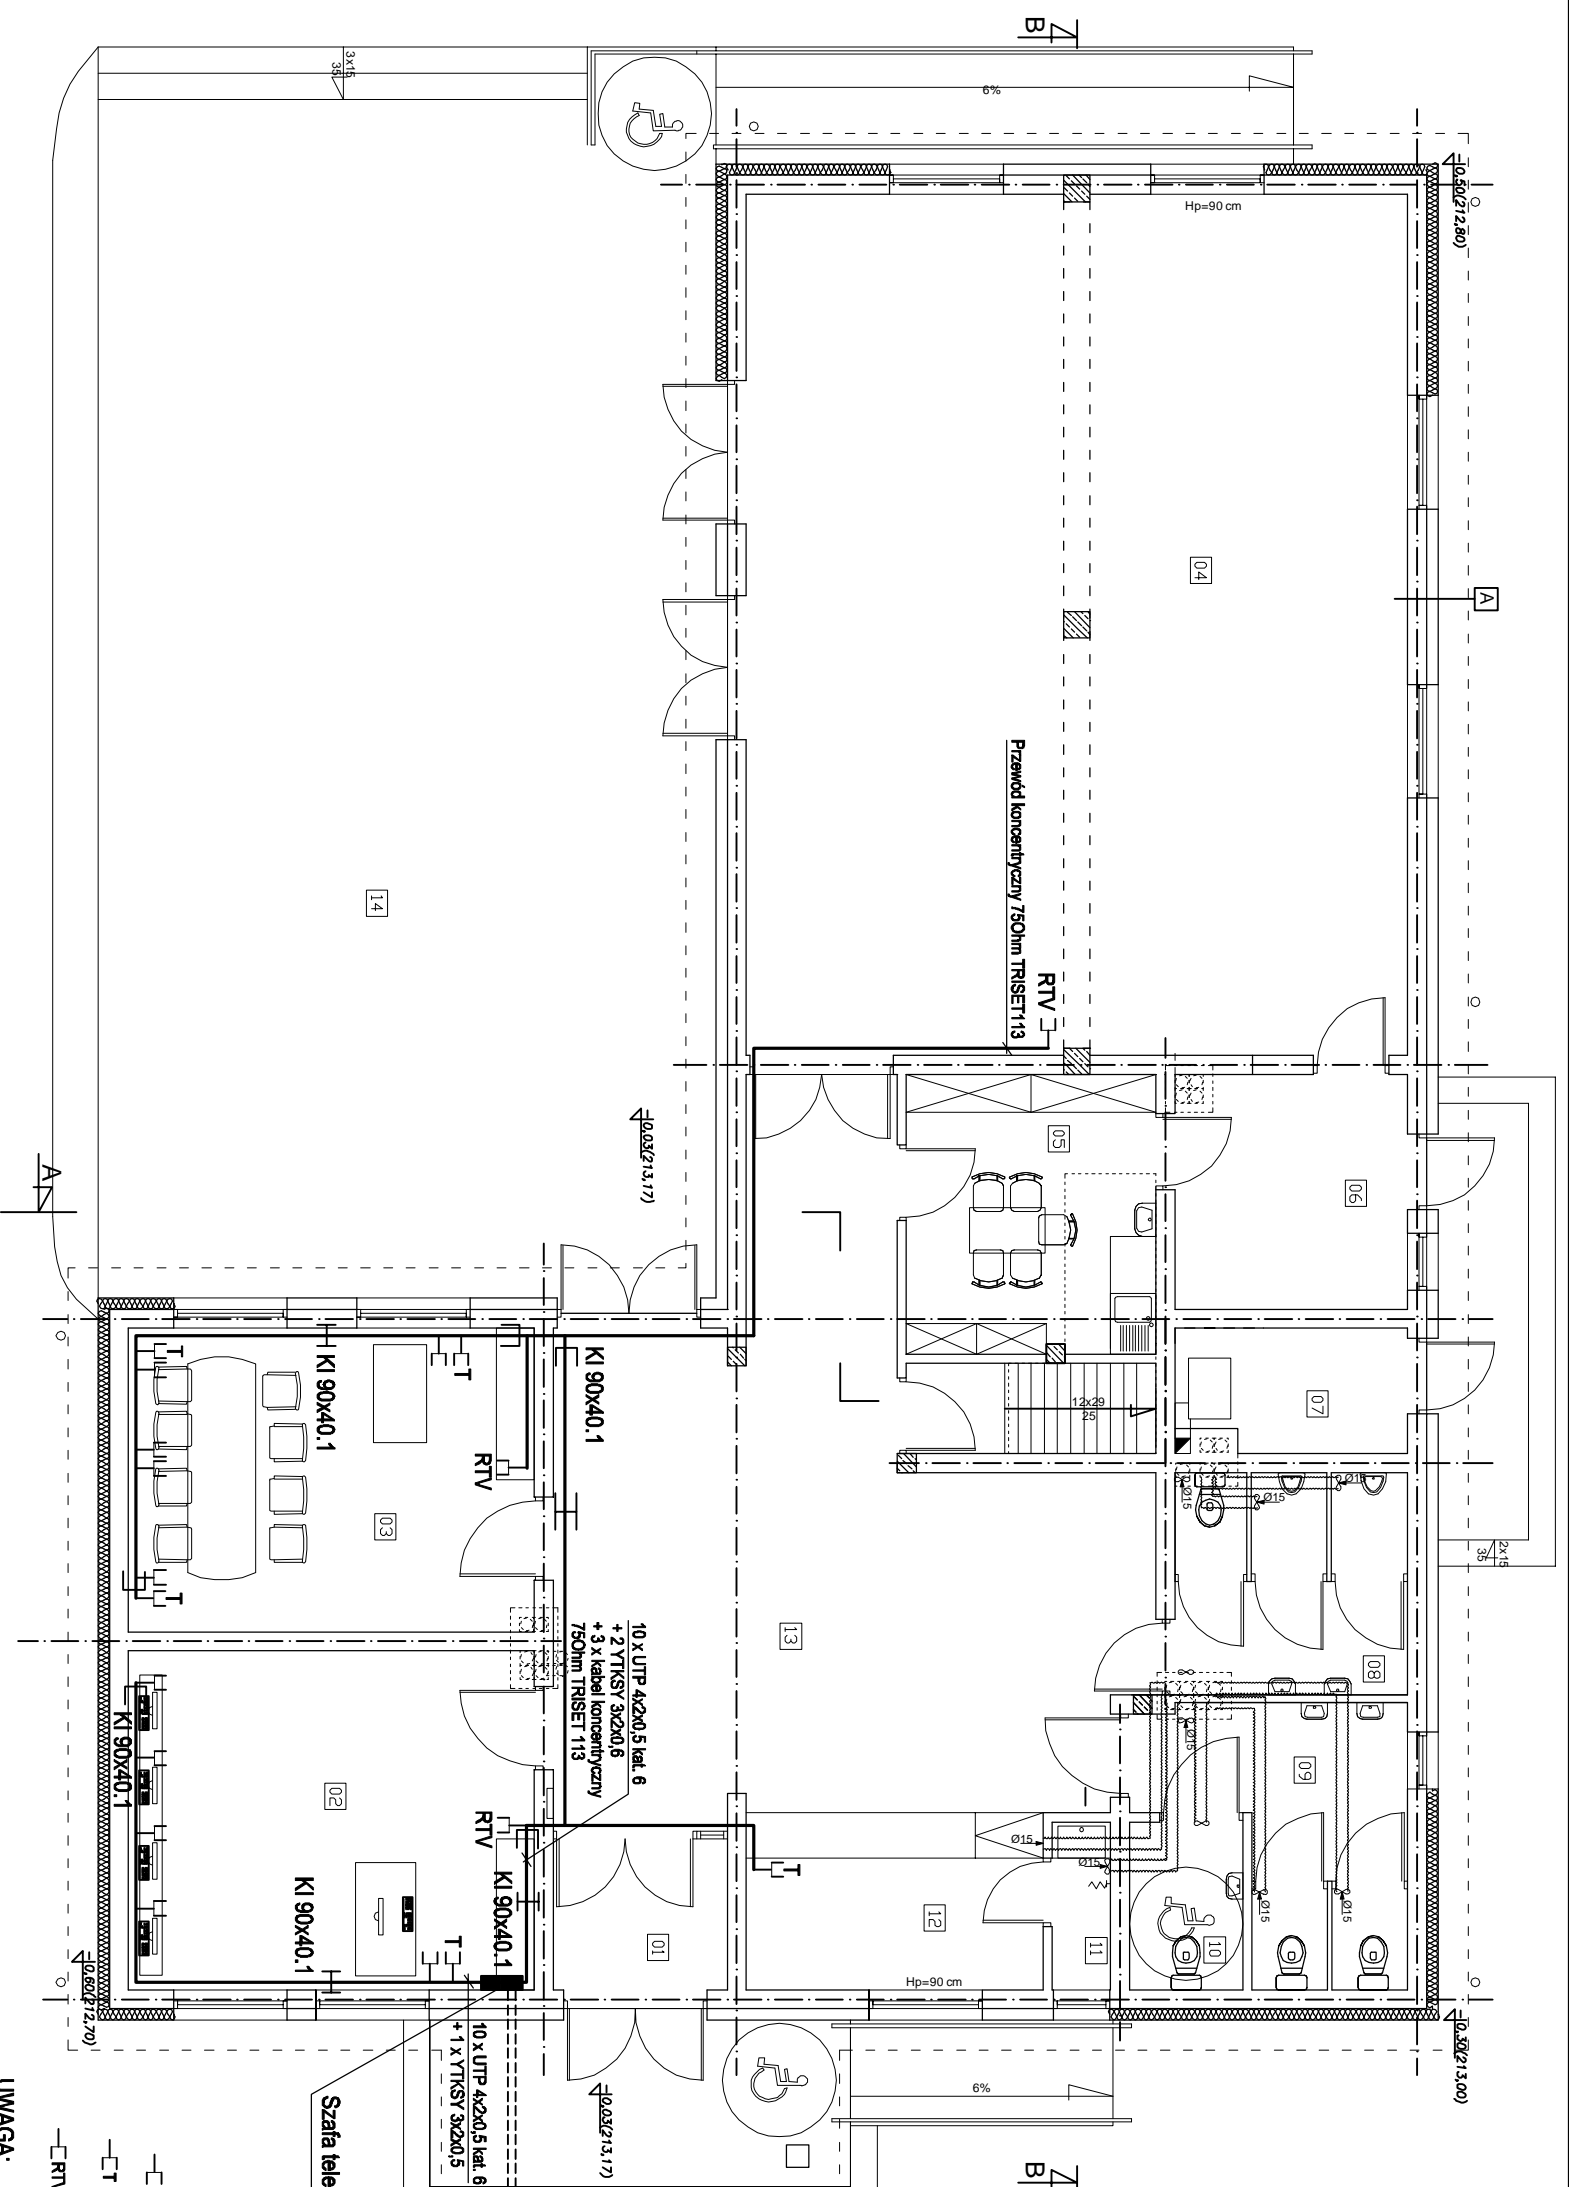 B
3x15
35
6%
-0,50(212,80)
Hp=90 cm
04
A
14
Przewód koncentryczny 75Ohm TRISET113
RTV
-0,03(213,17)
A
05
06
07
12x29
25
2x15
35
Ø15
Ø15
Ø15
KI 90x40.1
KI 90x40.1
T
T
RTV
03
T
13
08
10 x UTP 4x2x0,5 kat. 6
+ 2 YTKSY 3x2x0,6
+ 3 x kabel koncentryczny
75Ohm TRISET 113
Ø15
09
KI 90x40.1
02
RTV
KI 90x40.1
T
Ø15
Ø15
Ø15
Ø15
KI 90x40.1
T
01
12
11
10
Hp=90 cm
-0,60(212,70)
-0,30(213,00)
10 x UTP 4x2x0,5 kat. 6
+ 1 x YTKSY 3x2x0,5
-0,03(213,17)
6%
Szafa tele
B
UWAGA:
RTV
T